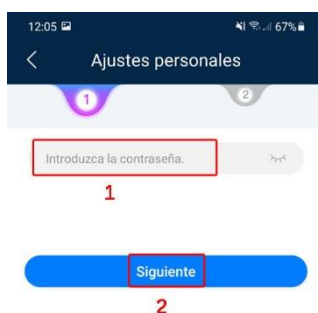 12:05 67%
Ajustes personales
1 2
Introduzca la contraseña.
1
Siguiente
2